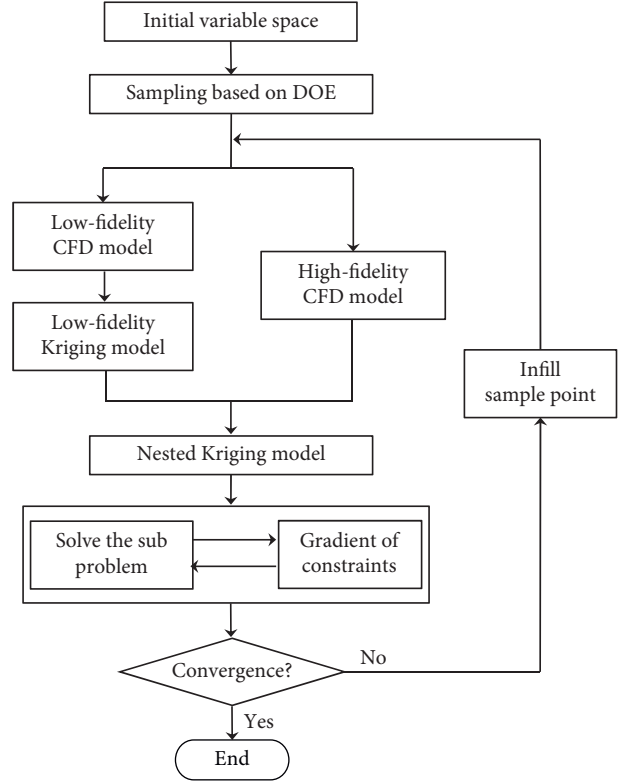 Initial variable space
Sampling based on DOE
Low-fidelity
CFD model
High-fidelity
CFD model
Low-fidelity
Kriging model
Infill
sample point
Nested Kriging model
Solve the sub
problem
Gradient of
constraints
Convergence?
No
Yes
End